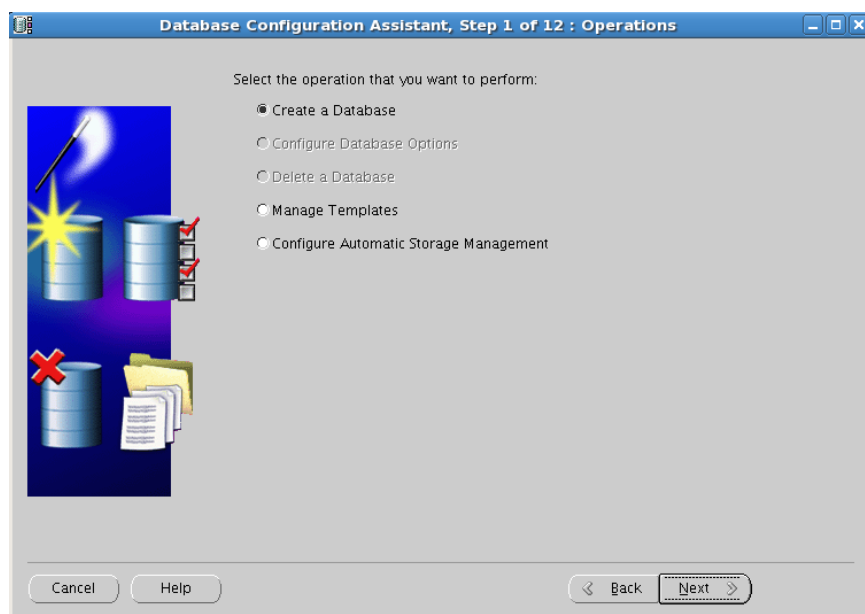 Database Configuration Assistant, Step 1 of 12 : Operations
Select the operation that you want to perform:
Create a Database
Configure Database Options
Delete a Database
Manage Templates
Configure Automatic Storage Management
Cancel
Help
Back
Next